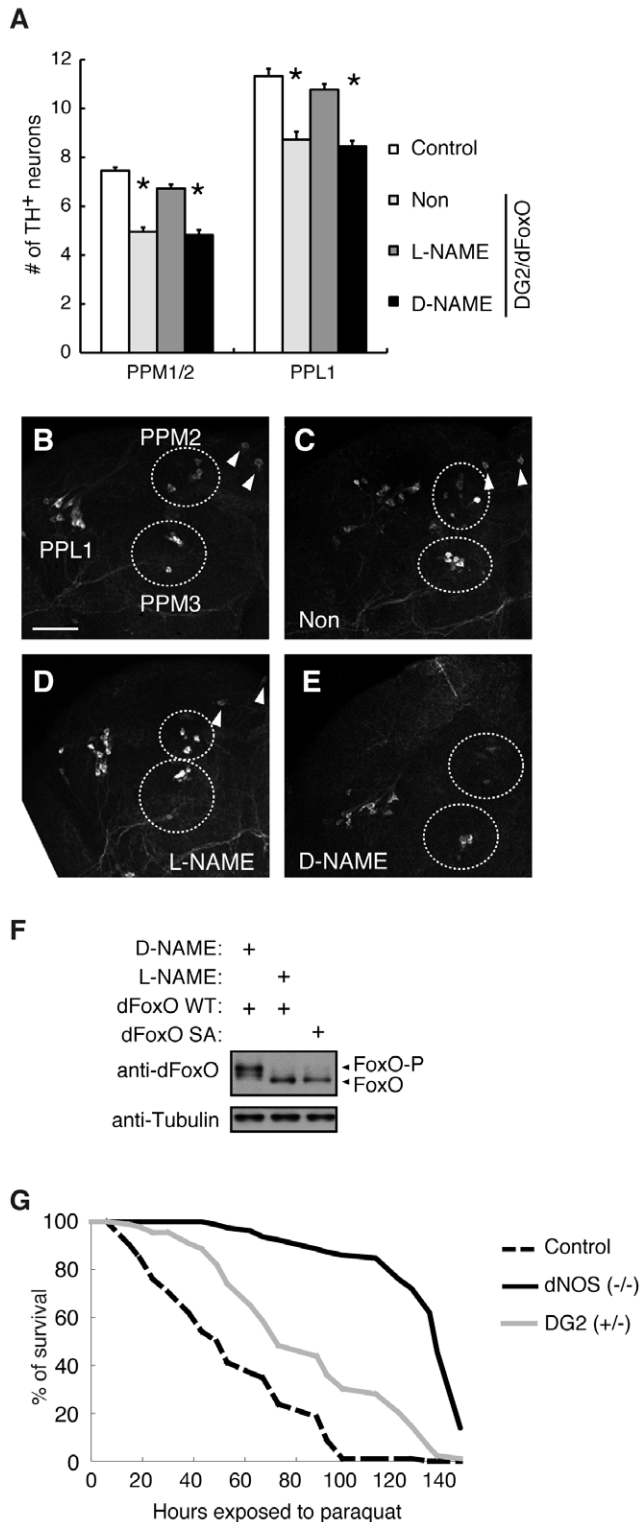 A
12
10
8
6
4
2
0
# of TH+ neurons
* * * *
PPM1/2 PPL1
Control
Non
L-NAME
D-NAME
DG2/dFoxO
B
PPM2
PPL1
PPM3
C
Non
D
L-NAME
E
D-NAME
F
D-NAME: +
L-NAME: +
dFoxO WT: + +
dFoxO SA: +
anti-dFoxO
FoxO-P
FoxO
anti-Tubulin
G
100
80
60
40
20
0
% of survival
0 20 40 60 80 100 120 140
Hours exposed to paraquat
Control
dNOS (-/-)
DG2 (+/-)